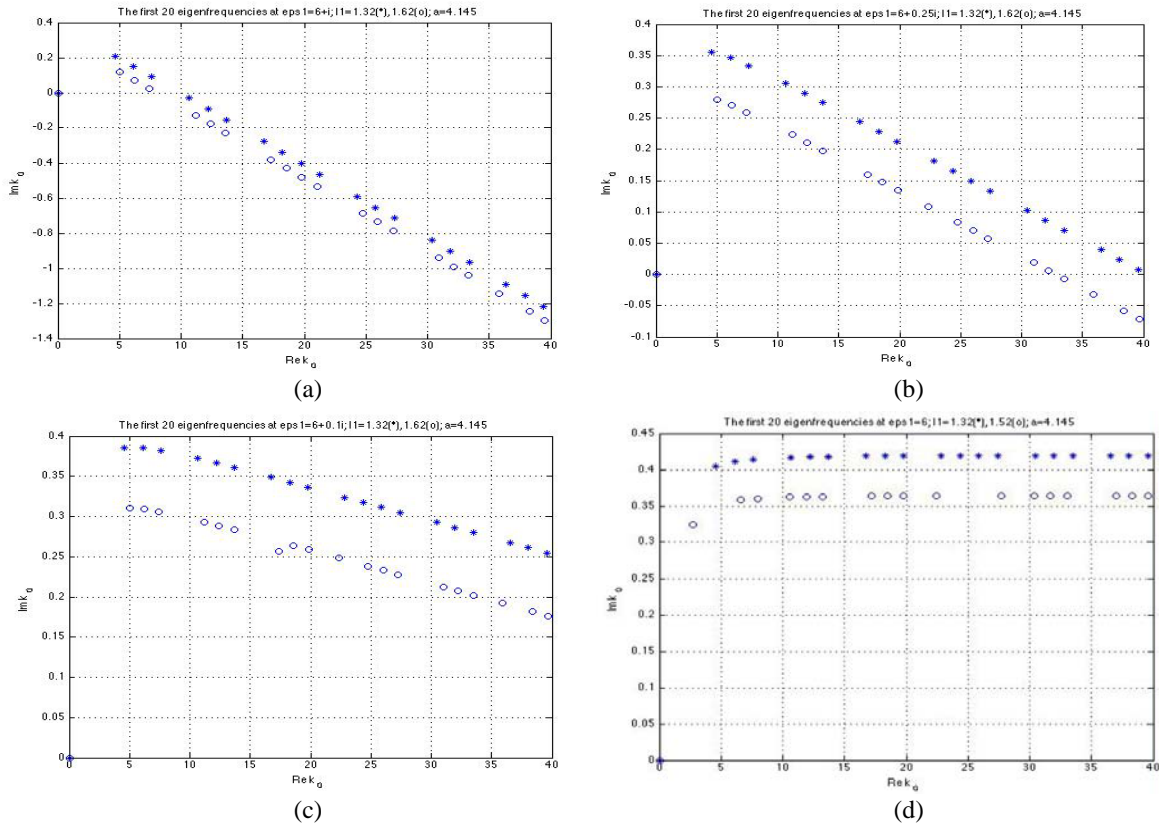 The first 20 eigenfrequencies at eps1=6+i; l1=1.32(*),1.62(o); a=4.145
0.4
0.2
0
-0.2
-0.4
-0.6
-0.8
-1
-1.2
-1.4
Imk₀
0 5 10 15 20 25 30 35 40
Rek₀
(a)
The first 20 eigenfrequencies at eps1=6+0.25i; l1=1.32(*),1.62(o); a=4.145
0.4
0.35
0.3
0.25
0.2
0.15
0.1
0.05
0
-0.05
-0.1
Imk₀
0 5 10 15 20 25 30 35 40
Rek₀
(b)
The first 20 eigenfrequencies at eps1=6+0.1i; l1=1.32(*),1.62(o); a=4.145
0.4
0.35
0.3
0.25
0.2
0.15
0.1
0.05
0
Imk₀
0 5 10 15 20 25 30 35 40
Rek₀
(c)
The first 20 eigenfrequencies at eps1=6; l1=1.32(*),1.52(o); a=4.145
0.45
0.4
0.35
0.3
0.25
0.2
0.15
0.1
0.05
0
Imk₀
0 5 10 15 20 25 30 35 40
Rek₀
(d)